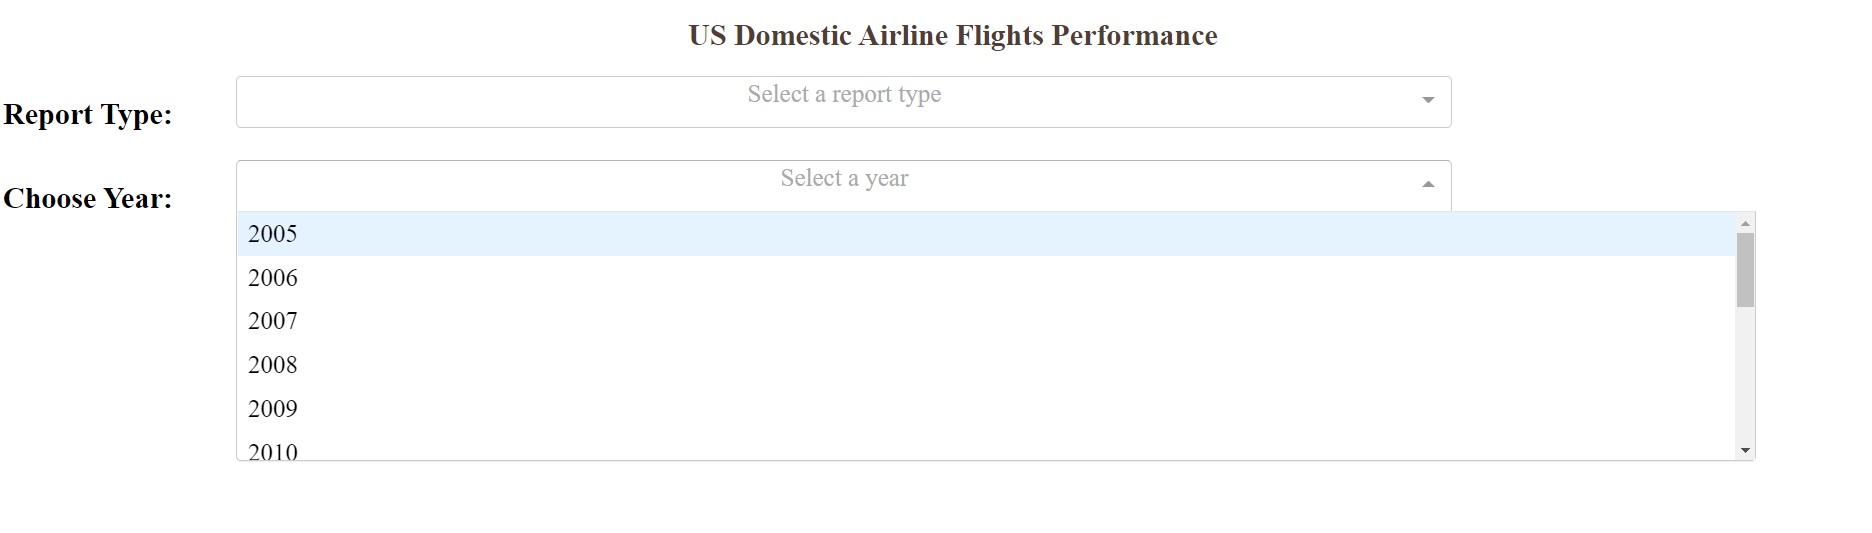 US Domestic Airline Flights Performance
Report Type:
Select a report type
Choose Year:
Select a year
2005
2006
2007
2008
2009
2010